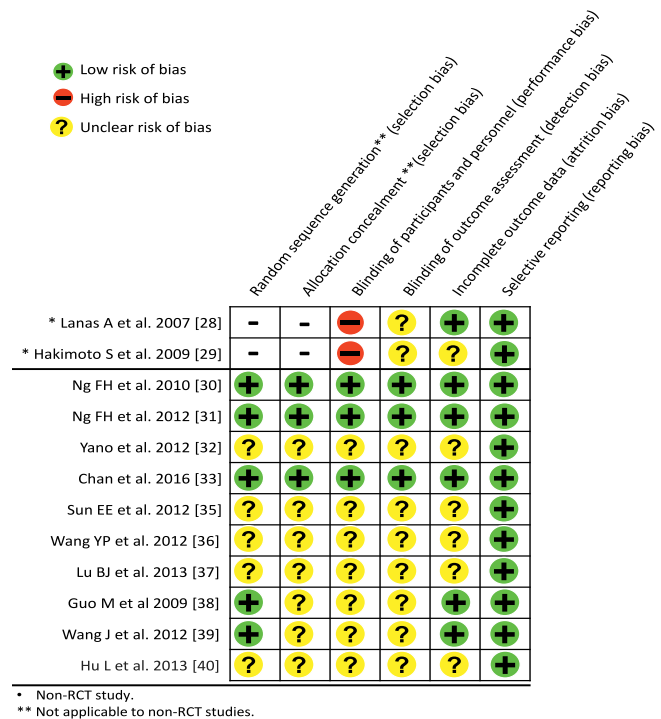 Low risk of bias
High risk of bias
Unclear risk of bias
Random sequence generation** (selection bias)
Allocation concealment **(selection bias)
Blinding of participants and personnel (performance bias)
Blinding of outcome assessment (detection bias)
Incomplete outcome data (attrition bias)
Selective reporting (reporting bias)
* Lanas A et al. 2007 [28] - - − ? + +
* Hakimoto S et al. 2009 [29] - - − ? ? +
Ng FH et al. 2010 [30] + + + + + +
Ng FH et al. 2012 [31] + + + + + +
Yano et al. 2012 [32] ? ? ? ? ? +
Chan et al. 2016 [33] + + + + + +
Sun EE et al. 2012 [35] ? ? ? ? ? +
Wang YP et al. 2012 [36] ? ? ? ? ? +
Lu BJ et al. 2013 [37] ? ? ? ? ? +
Guo M et al 2009 [38] + ? ? ? + +
Wang J et al. 2012 [39] + ? ? ? + +
Hu L et al. 2013 [40] ? ? ? ? ? +
• Non-RCT study.
** Not applicable to non-RCT studies.